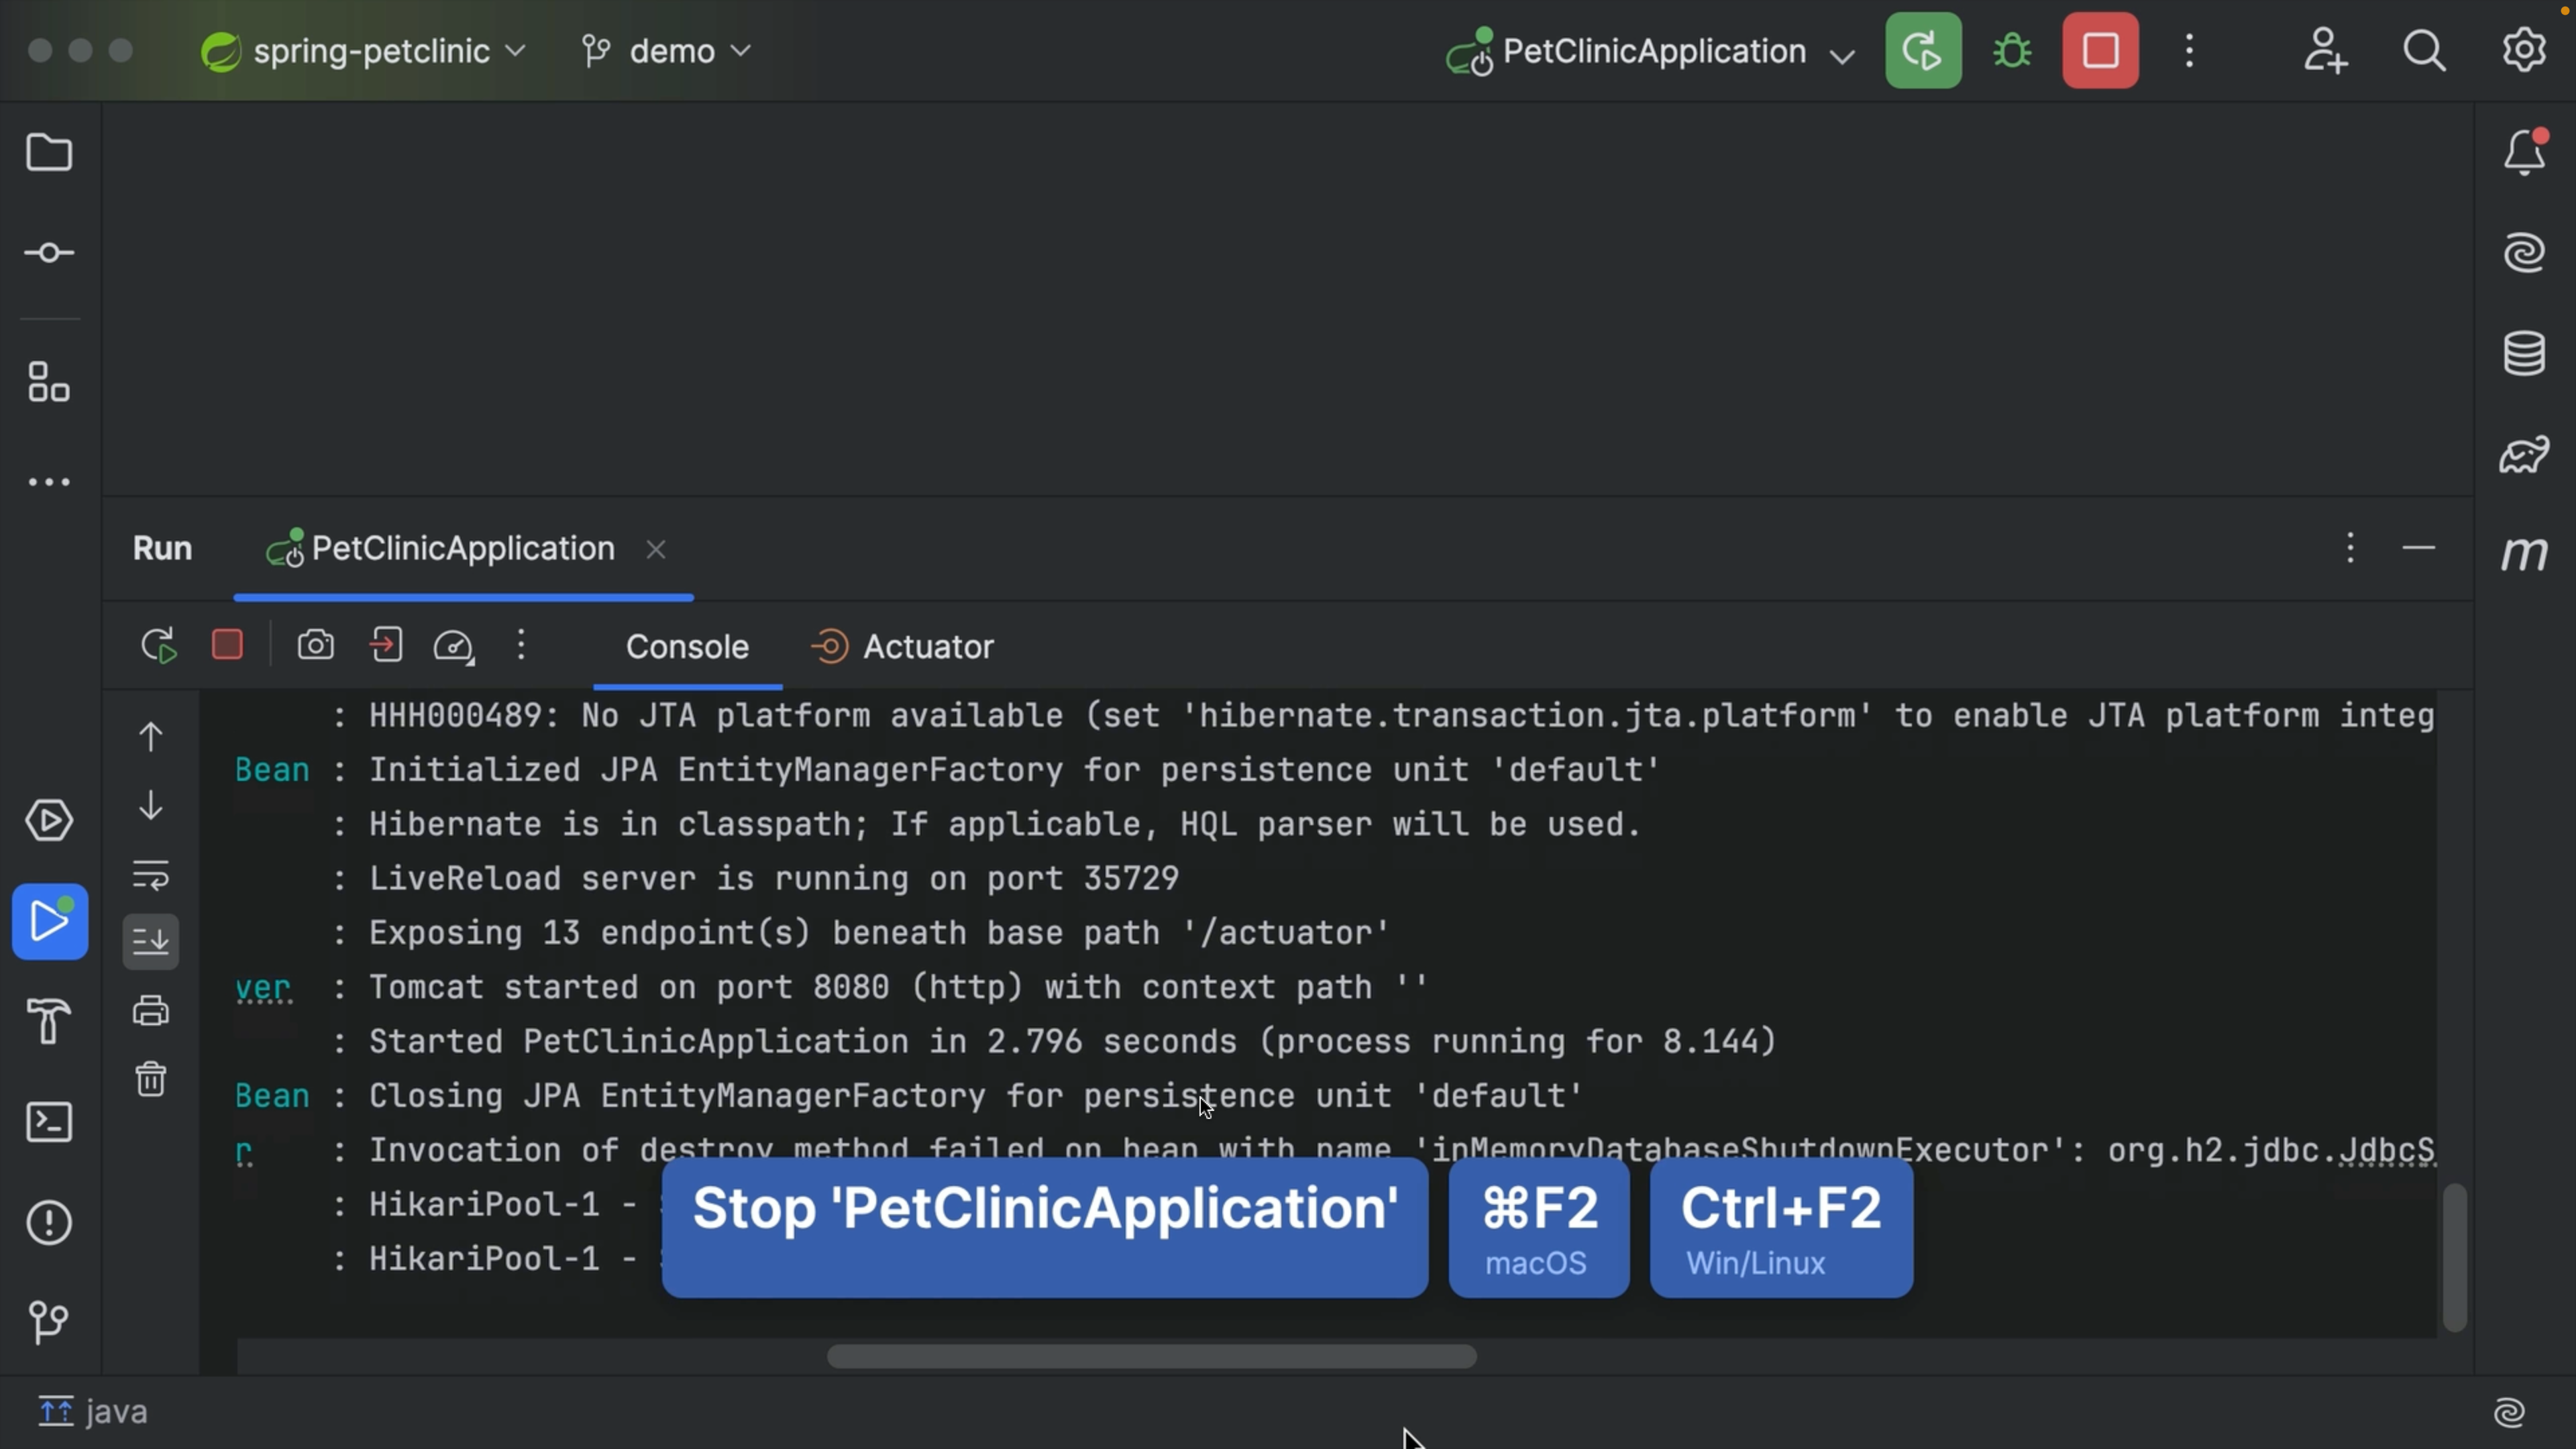 spring-petclinic
demo
PetClinicApplication
Run
PetClinicApplication
Console
Actuator
: HHH000489: No JTA platform available (set 'hibernate.transaction.jta.platform' to enable JTA platform integ
Bean : Initialized JPA EntityManagerFactory for persistence unit 'default'
: Hibernate is in classpath; If applicable, HQL parser will be used.
: LiveReload server is running on port 35729
: Exposing 13 endpoint(s) beneath base path '/actuator'
ver : Tomcat started on port 8080 (http) with context path ''
: Started PetClinicApplication in 2.796 seconds (process running for 8.144)
Bean : Closing JPA EntityManagerFactory for persistence unit 'default'
r : Invocation of destroy method failed on bean with name 'inMemoryDatabaseShutdownExecutor': org.h2.jdbc.JdbcS
: HikariPool-1 -
: HikariPool-1 -
Stop 'PetClinicApplication'
⌘F2
macOS
Ctrl+F2
Win/Linux
m
java